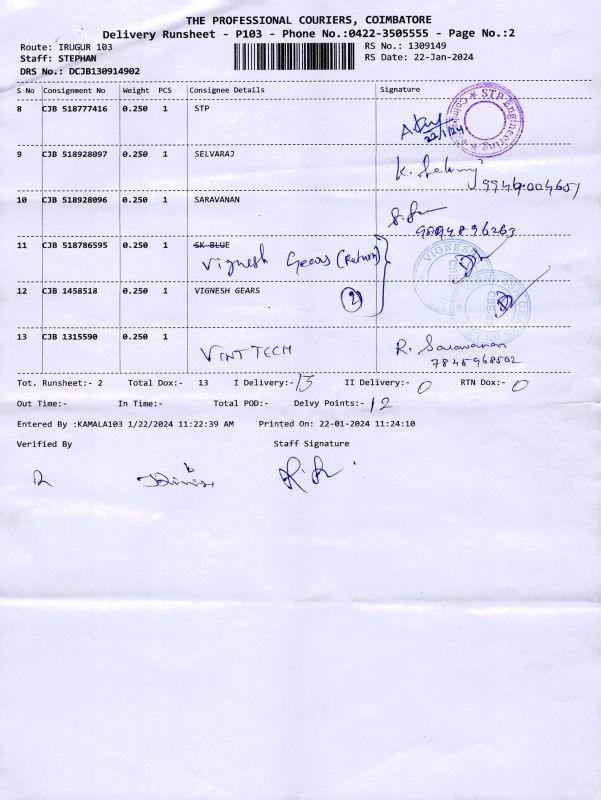 THE PROFESSIONAL COURIERS, COIMBATORE
Delivery Runsheet - P103 - Phone No.:0422-3505555 - Page No.:2
Route: IRUGUR 103 RS No.: 1309149
Staff: STEPHAN RS Date: 22-Jan-2024
DRS No.: DCJB130914902
S No Consignment No Weight PCS Consignee Details Signature
8 CJB 518777416 0.250 1 STP
22/1/24
STP Engineering
9 CJB 518928097 0.250 1 SELVARAJ
K. Selvaj
9946004651
10 CJB 518928096 0.250 1 SARAVANAN
9894896263
11 CJB 518786595 0.250 1 SK BLUE
Vignesh Gears (Return)
VIGNESH
12 CJB 1458518 0.250 1 VIGNESH GEARS
2
13 CJB 1315590 0.250 1
VINT TECH
R. Saravanan
7845968502
Tot. Runsheet:- 2 Total Dox:- 13 I Delivery:- 13 II Delivery:- 0 RTN Dox:- 0
Out Time:- In Time:- Total POD:- Delvy Points:- 12
Entered By :KAMALA103 1/22/2024 11:22:39 AM Printed On: 22-01-2024 11:24:10
Verified By Staff Signature